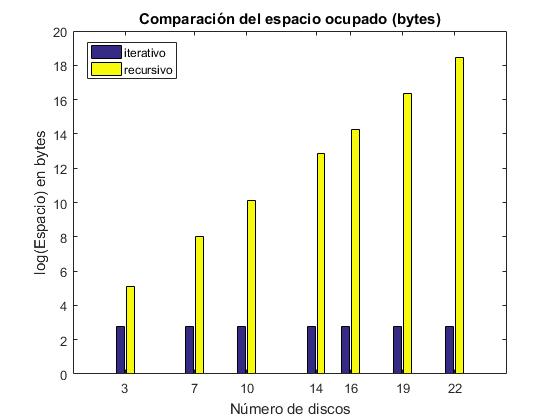 Comparación del espacio ocupado (bytes)
iterativo
recursivo
log(Espacio) en bytes
20
18
16
14
12
10
8
6
4
2
0
3 7 10 14 16 19 22
Número de discos